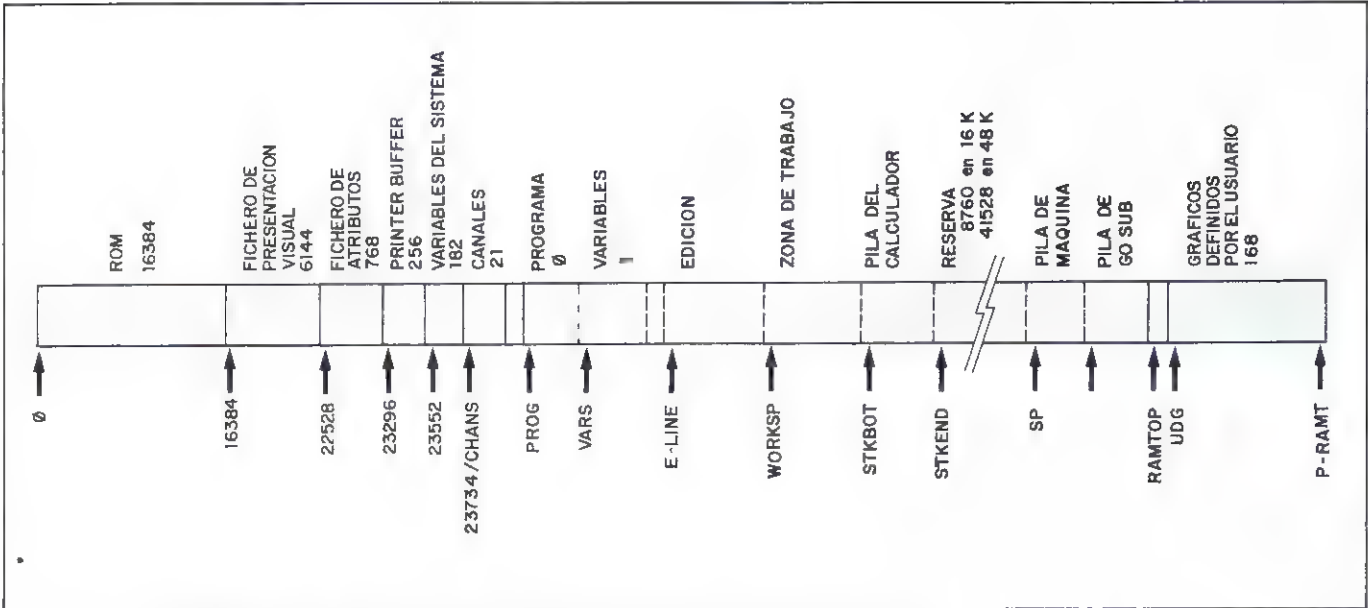 Ø
16384
22528
23296
23552
23734/CHANS
PROG
VARS
E-LINE
WORKSP
STKBOT
STKEND
SP
RAMTOP
UDG
P-RAMT
ROM
16384
FICHERO DE
PRESENTACION
VISUAL
6144
FICHERO DE
ATRIBUTOS
768
PRINTER BUFFER
256
VARIABLES DEL SISTEMA
182
CANALES
21
PROGRAMA
Ø
VARIABLES
1
EDICION
ZONA DE TRABAJO
PILA DEL
CALCULADOR
RESERVA
8760 en 16 K
41528 en 48 K
PILA DE
MAQUINA
PILA DE
GO SUB
GRAFICOS
DEFINIDOS
POR EL USUARIO
168